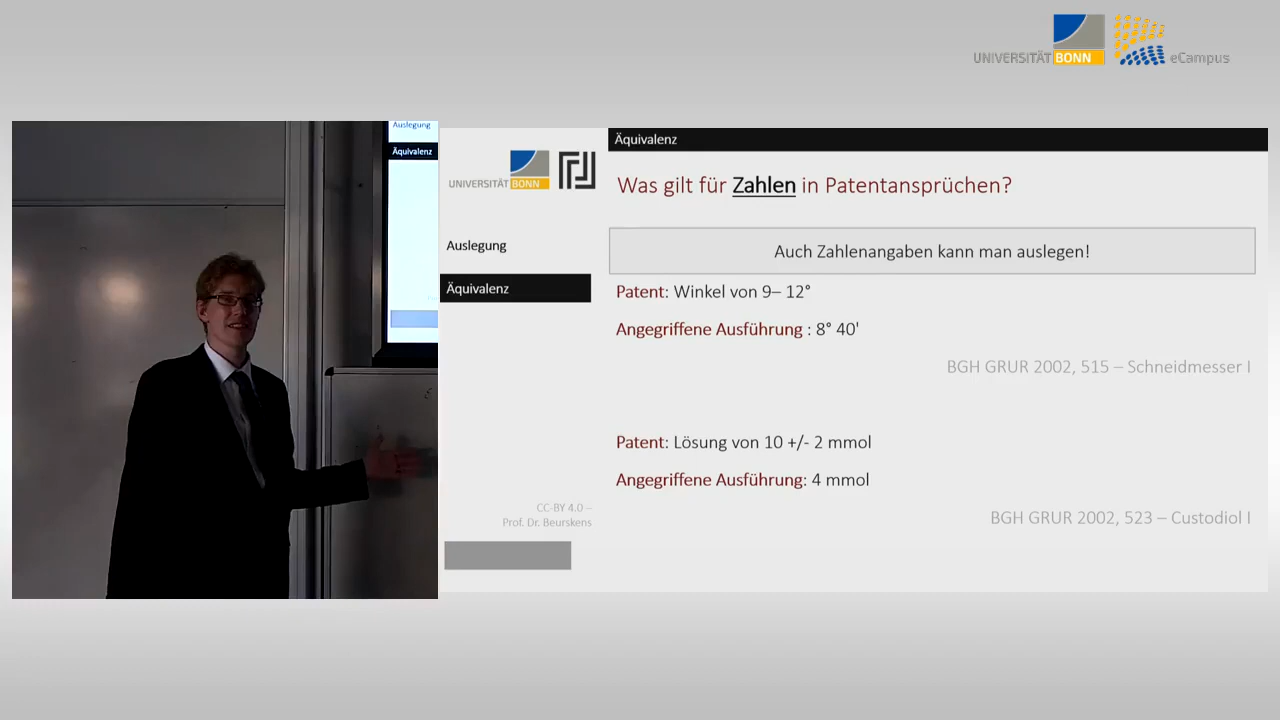 UNIVERSITÄT BONN
eCampus
Auslegung
Äquivalenz
UNIVERSITÄT BONN
Auslegung
Äquivalenz
CC-BY 4.0 –
Prof. Dr. Beurskens
Äquivalenz
Was gilt für Zahlen in Patentansprüchen?
Auch Zahlenangaben kann man auslegen!
Patent: Winkel von 9– 12°
Angegriffene Ausführung : 8° 40'
BGH GRUR 2002, 515 – Schneidmesser I
Patent: Lösung von 10 +/- 2 mmol
Angegriffene Ausführung: 4 mmol
BGH GRUR 2002, 523 – Custodiol I